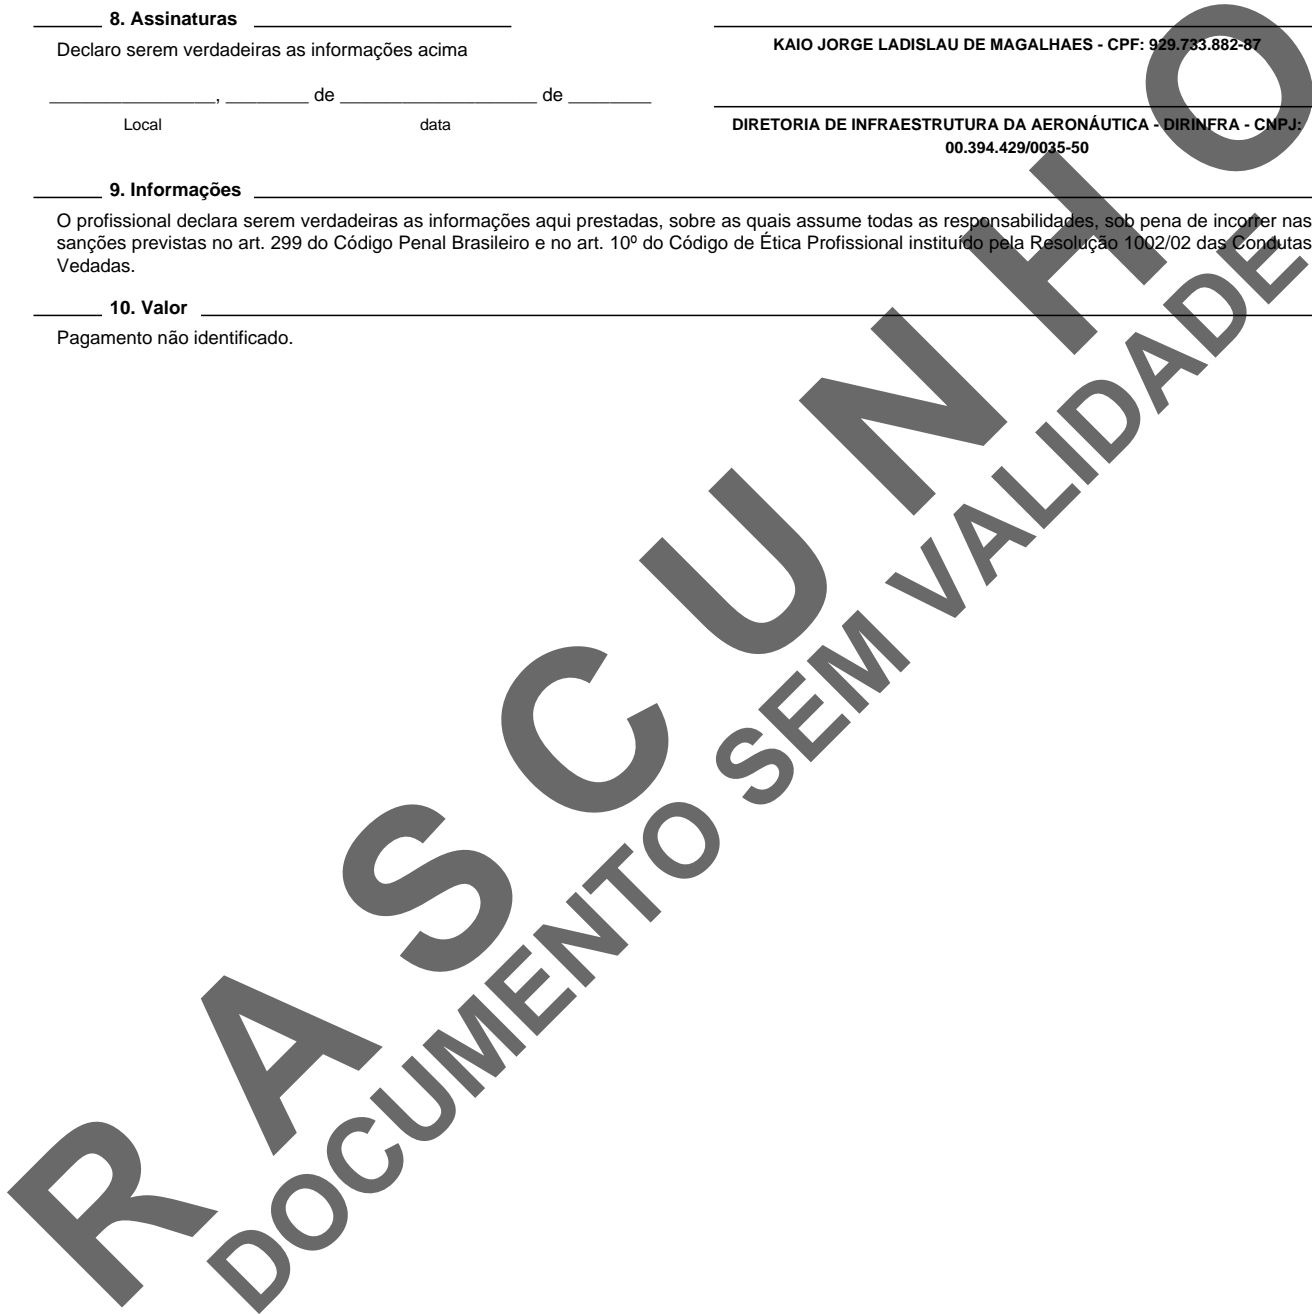 8. Assinaturas
Declaro serem verdadeiras as informações acima
________________, ________ de ___________________ de ________
Local data
KAIO JORGE LADISLAU DE MAGALHAES - CPF: 929.733.882-87
DIRETORIA DE INFRAESTRUTURA DA AERONÁUTICA - DIRINFRA - CNPJ:
00.394.429/0035-50
9. Informações
O profissional declara serem verdadeiras as informações aqui prestadas, sobre as quais assume todas as responsabilidades, sob pena de incorrer nas
sanções previstas no art. 299 do Código Penal Brasileiro e no art. 10º do Código de Ética Profissional instituído pela Resolução 1002/02 das Condutas
Vedadas.
10. Valor
Pagamento não identificado.
R A S C U N H O
DOCUMENTO SEM VALIDADE